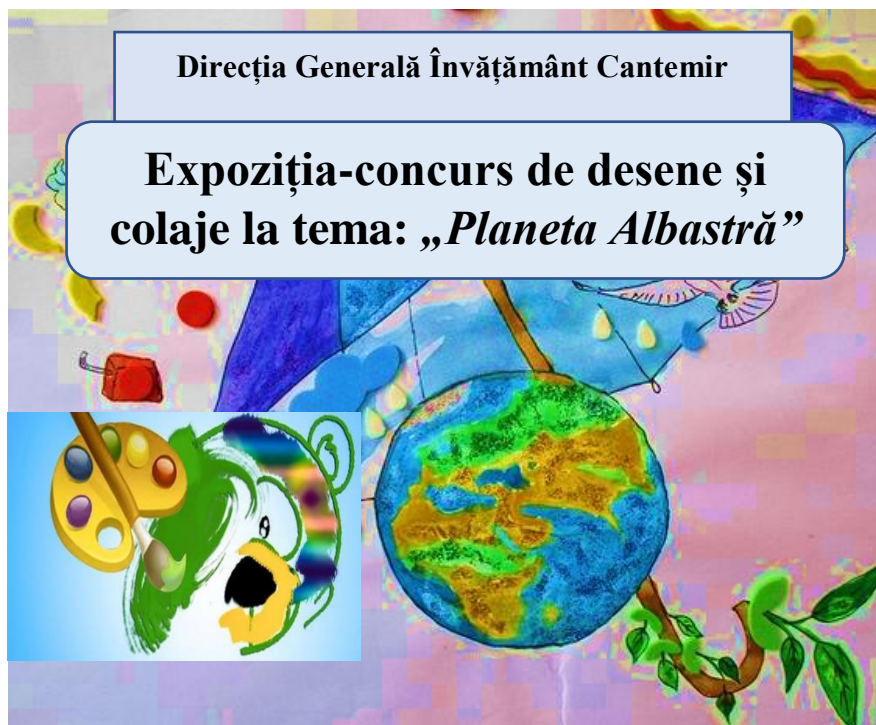 Direcția Generală Învățământ Cantemir
Expoziția-concurs de desene și
colaje la tema: „Planeta Albastră”